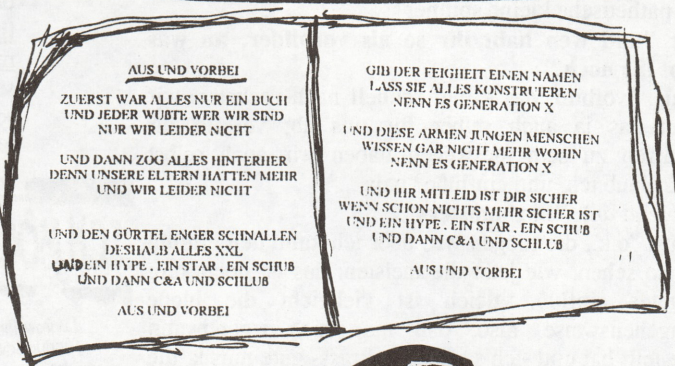 AUS UND VORBEI
ZUERST WAR ALLES NUR EIN BUCH
UND JEDER WUßTE WER WIR SIND
NUR WIR LEIDER NICHT
UND DANN ZOG ALLES HINTERHER
DENN UNSERE ELTERN HATTEN MEHR
UND WIR LEIDER NICHT
UND DEN GÜRTEL ENGER SCHNALLEN
DESHALB ALLES XXL
UND EIN HYPE , EIN STAR , EIN SCHUß
UND DANN C&A UND SCHLUß
AUS UND VORBEI
GIB DER FEIGHEIT EINEN NAMEN
LASS SIE ALLES KONSTRUIEREN
NENN ES GENERATION X
UND DIESE ARMEN JUNGEN MENSCHEN
WISSEN GAR NICHT MEHR WOHIN
NENN ES GENERATION X
UND IHR MITLEID IST DIR SICHER
WENN SCHON NICHTS MEHR SICHER IST
UND EIN HYPE , EIN STAR , EIN SCHUß
UND DANN C&A UND SCHLUß
AUS UND VORBEI